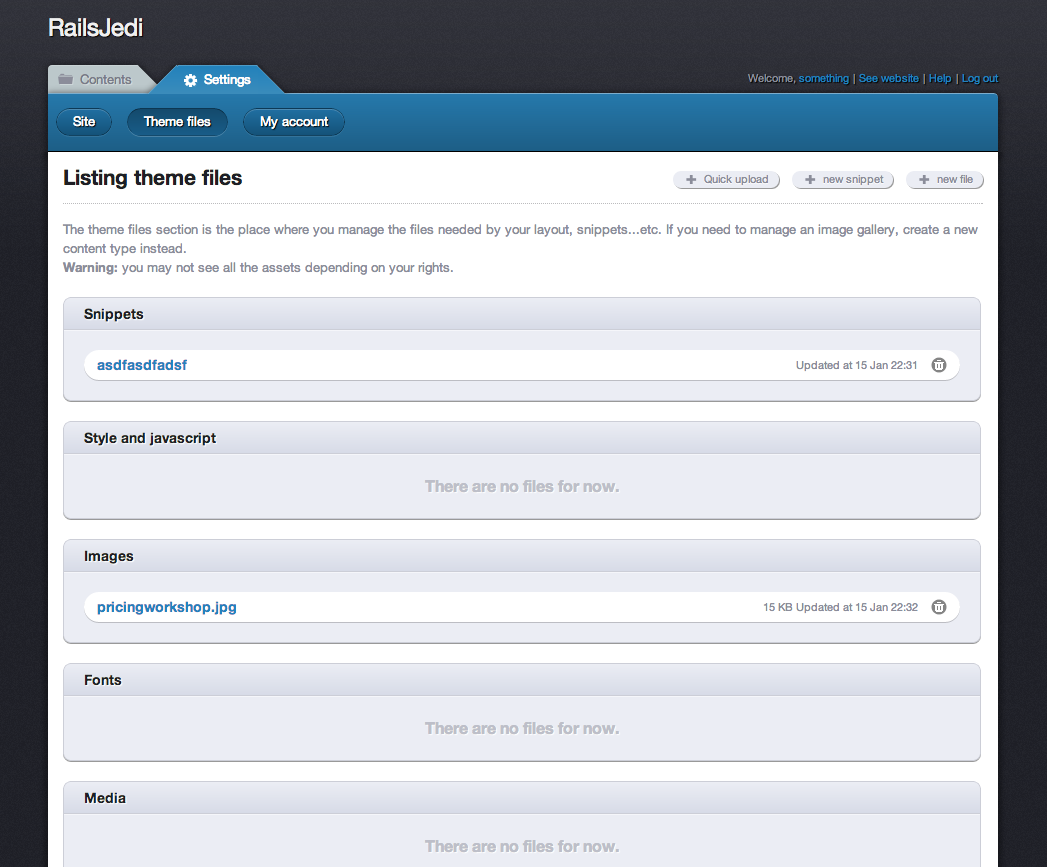 RailsJedi
Contents
Settings
Welcome, something | See website | Help | Log out
Site
Theme files
My account
Listing theme files
Quick upload
new snippet
new file
The theme files section is the place where you manage the files needed by your layout, snippets...etc. If you need to manage an image gallery, create a new
content type instead.
Warning: you may not see all the assets depending on your rights.
Snippets
asdfasdfadsf
Updated at 15 Jan 22:31
Style and javascript
There are no files for now.
Images
pricingworkshop.jpg
15 KB Updated at 15 Jan 22:32
Fonts
There are no files for now.
Media
There are no files for now.